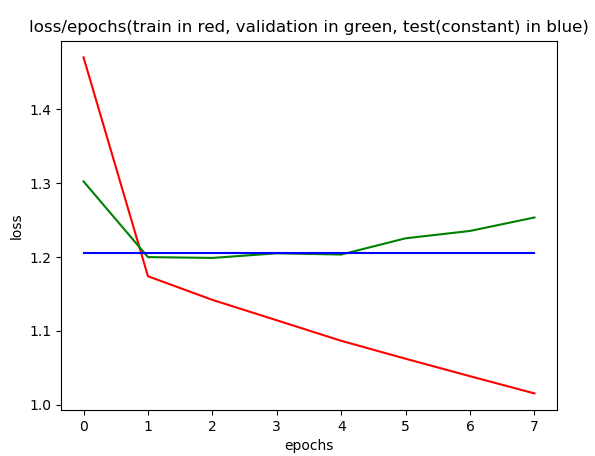 loss/epochs(train in red, validation in green, test(constant) in blue)
1.4
1.3
1.2
1.1
1.0
loss
0 1 2 3 4 5 6 7
epochs